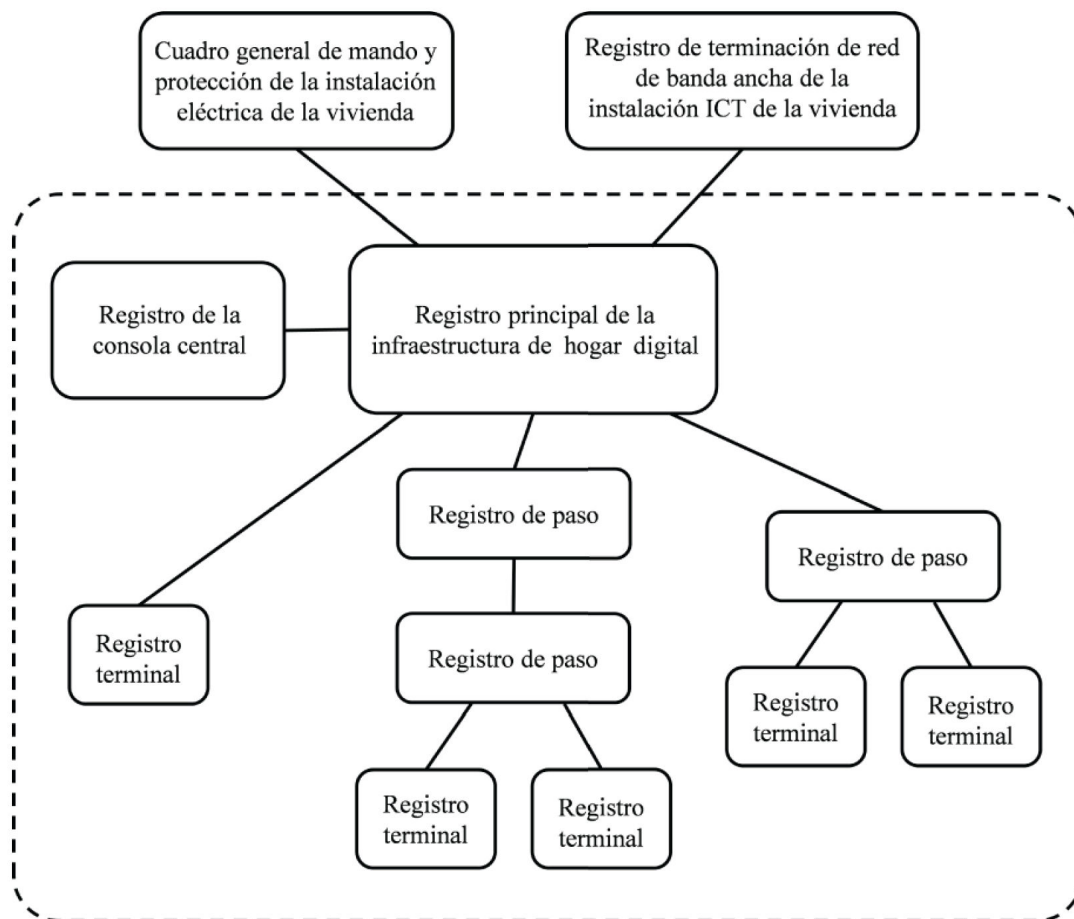 Cuadro general de mando y
protección de la instalación
eléctrica de la vivienda
Registro de terminación de red
de banda ancha de la
instalación ICT de la vivienda
Registro de la
consola central
Registro principal de la
infraestructura de hogar digital
Registro de paso
Registro de paso
Registro
terminal
Registro de paso
Registro
terminal
Registro
terminal
Registro
terminal
Registro
terminal